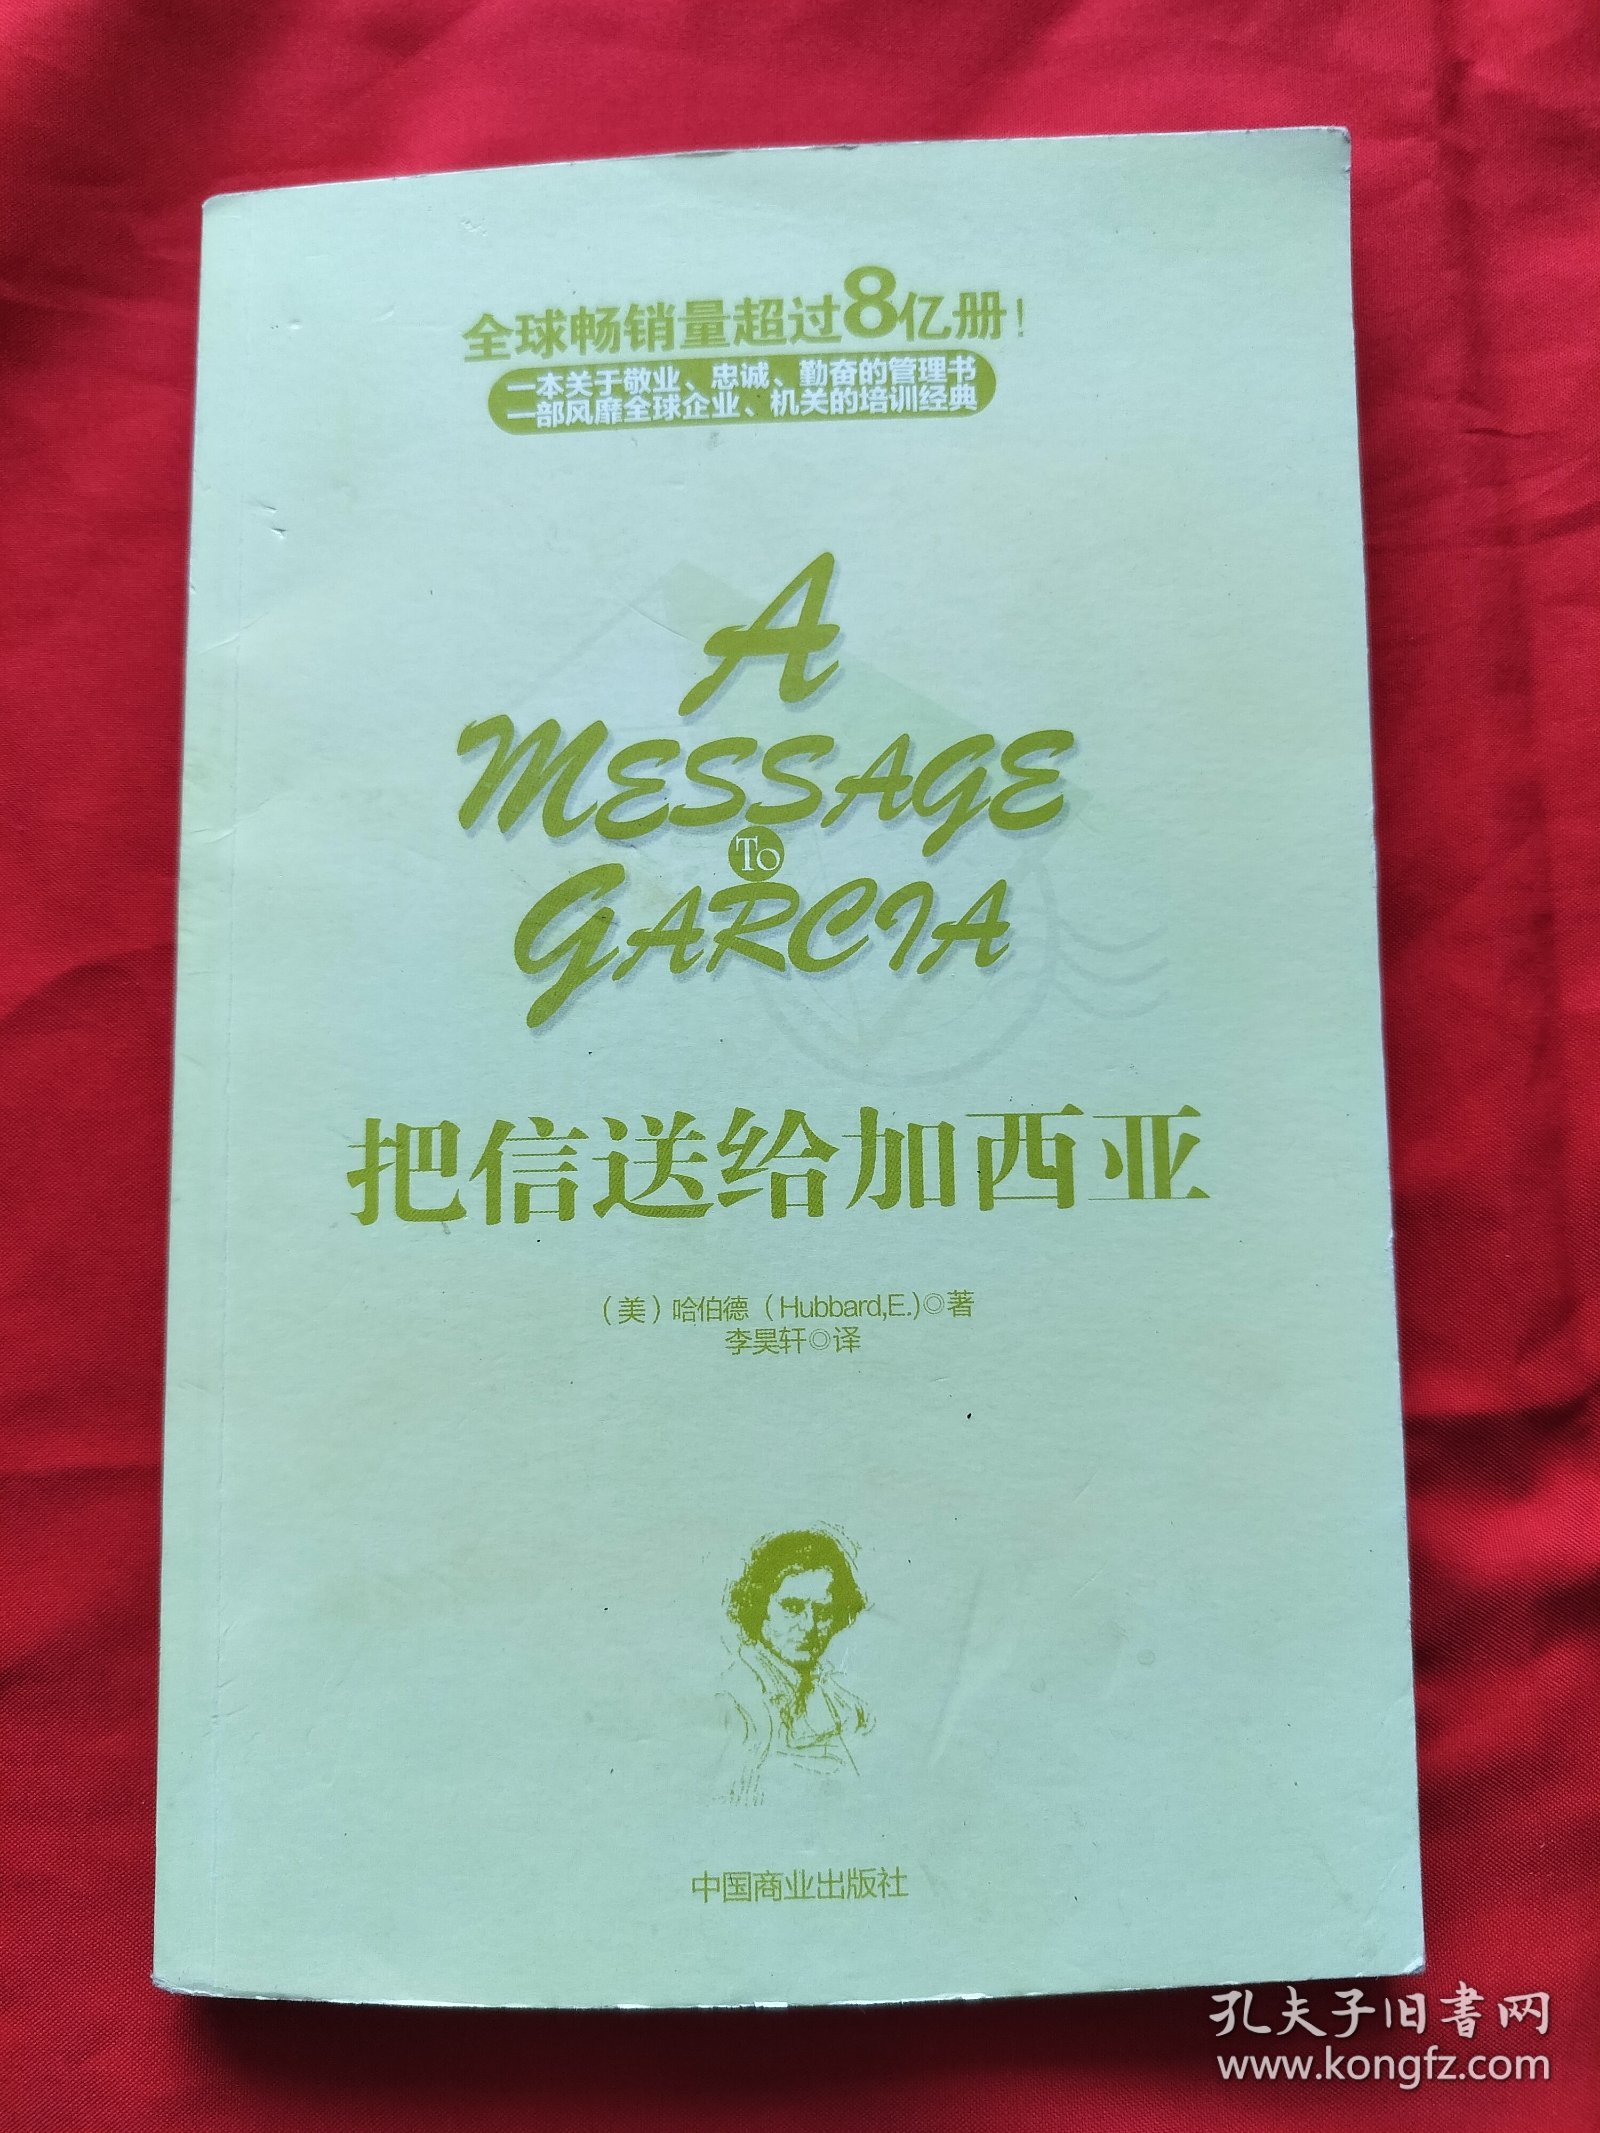 全球畅销量超过8亿册！
一本关于敬业、忠诚、勤奋的管理书
一部风靡全球企业、机关的培训经典
A
MESSAGE
To
GARCIA
把信送给加西亚
（美）哈伯德（Hubbard,E.)◎著
李昊轩◎译
中国商业出版社
孔夫子旧書网
www.kongfz.com